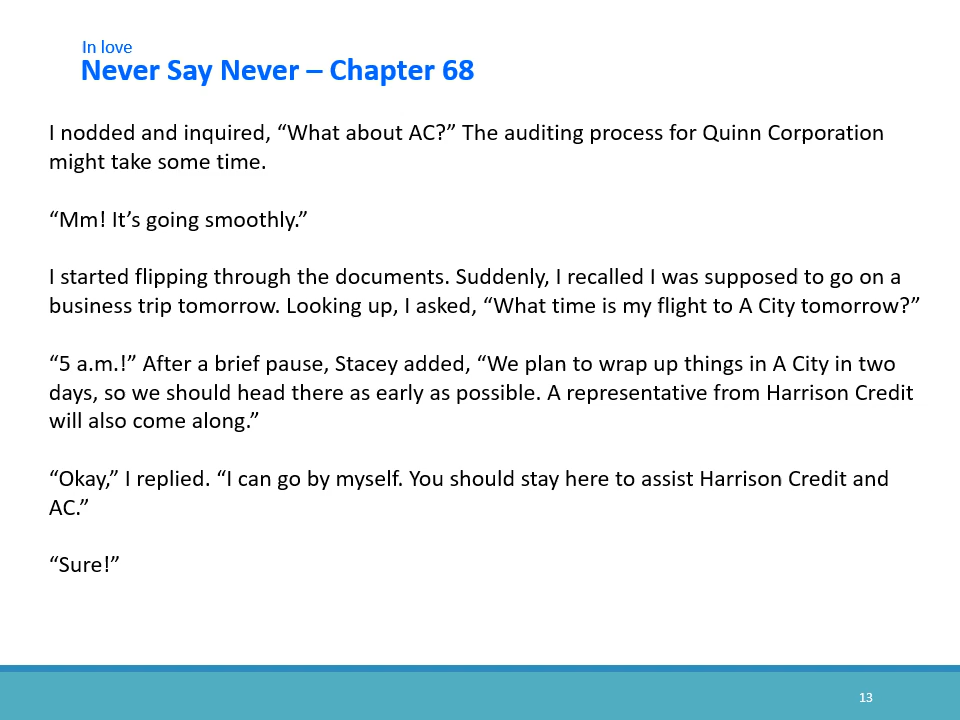 In love
Never Say Never – Chapter 68
I nodded and inquired, “What about AC?” The auditing process for Quinn Corporation
might take some time.
“Mm! It’s going smoothly.”
I started flipping through the documents. Suddenly, I recalled I was supposed to go on a
business trip tomorrow. Looking up, I asked, “What time is my flight to A City tomorrow?”
“5 a.m.!” After a brief pause, Stacey added, “We plan to wrap up things in A City in two
days, so we should head there as early as possible. A representative from Harrison Credit
will also come along.”
“Okay,” I replied. “I can go by myself. You should stay here to assist Harrison Credit and
AC.”
“Sure!”
13